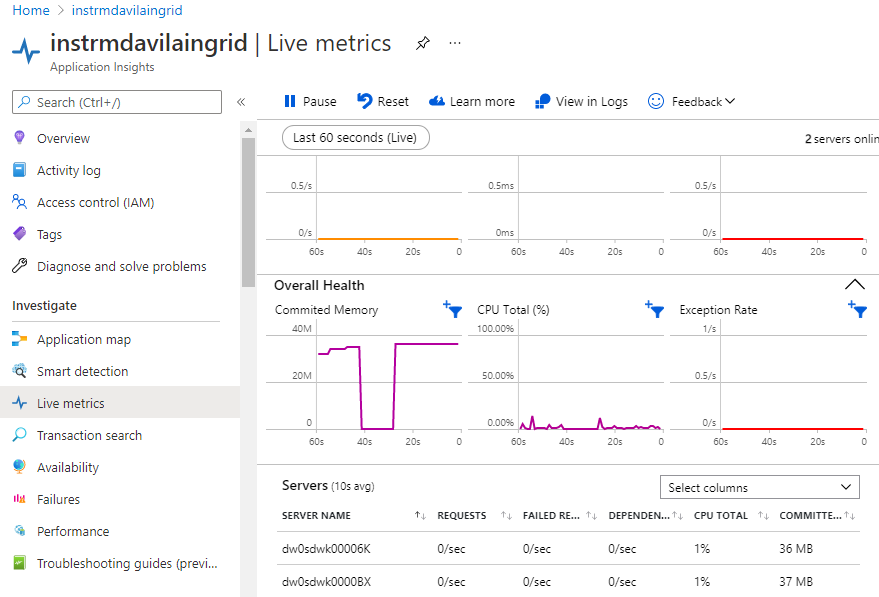 Home > instrmdavilaingrid
instrmdavilaingrid | Live metrics ...
Application Insights
Search (Ctrl+/) «
Overview
Activity log
Access control (IAM)
Tags
Diagnose and solve problems
Investigate
Application map
Smart detection
Live metrics
Transaction search
Availability
Failures
Performance
Troubleshooting guides (previ...
Pause Reset Learn more View in Logs Feedback
Last 60 seconds (Live) 2 servers onlin
0.5/s 0.5ms 0.5/s
0/s 0ms 0/s
60s 40s 20s 0 60s 40s 20s 0 60s 40s 20s 0
Overall Health
Commited Memory CPU Total (%) Exception Rate
40M 100.00% 1/s
20M 50.00% 0.5/s
0 0.00% 0/s
60s 40s 20s 0 60s 40s 20s 0 60s 40s 20s 0
Servers (10s avg) Select columns
SERVER NAME ↑↓ REQUESTS ↑↓ FAILED RE... ↑↓ DEPENDEN... ↑↓ CPU TOTAL ↑↓ COMMITTE... ↑↓
dw0sdwk00006K 0/sec 0/sec 0/sec 1% 36 MB
dw0sdwk0000BX 0/sec 0/sec 0/sec 1% 37 MB